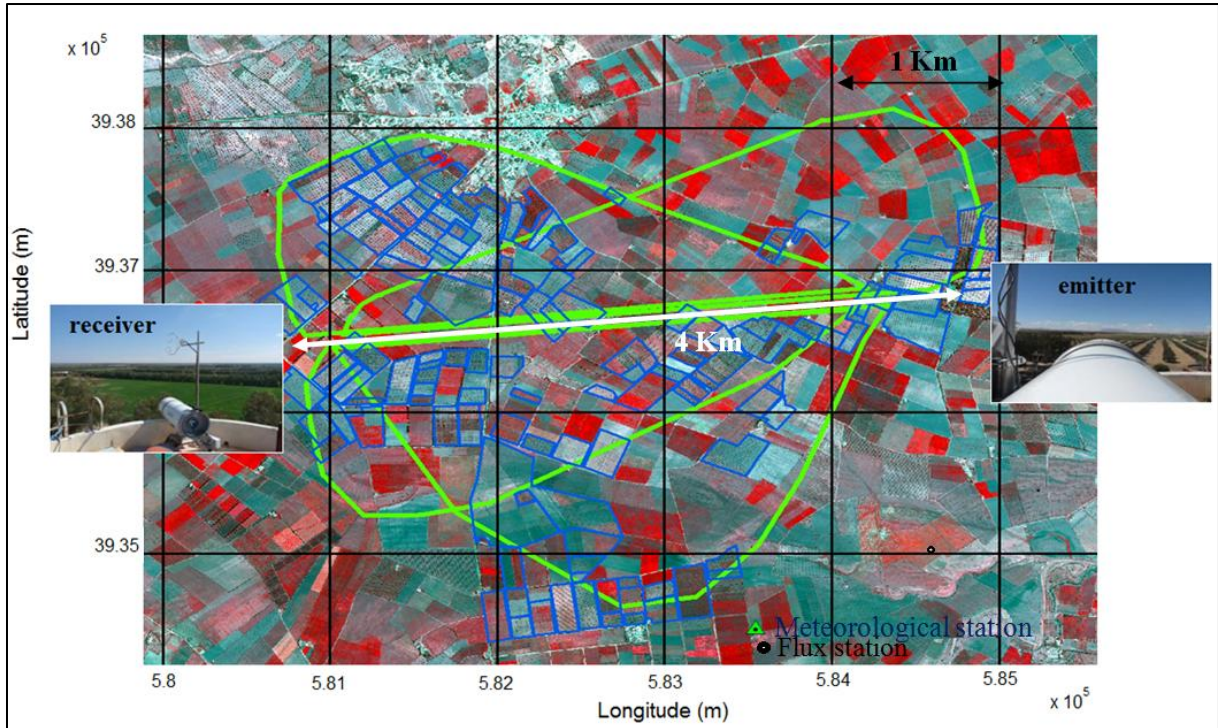 x 10⁵
1 Km
39.38
39.37
Latitude (m)
receiver
emitter
4 Km
39.35
Meteorological station
Flux station
5.8
5.81
5.82
5.83
5.84
5.85
x 10⁵
Longitude (m)